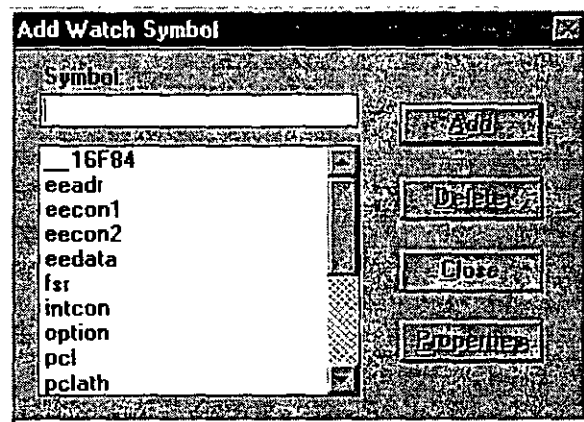 Add Watch Symbol
Symbol:
__16F84
eeadr
eecon1
eecon2
eedata
fsr
intcon
option
pcl
pclath
Add
Delete
Close
Properties